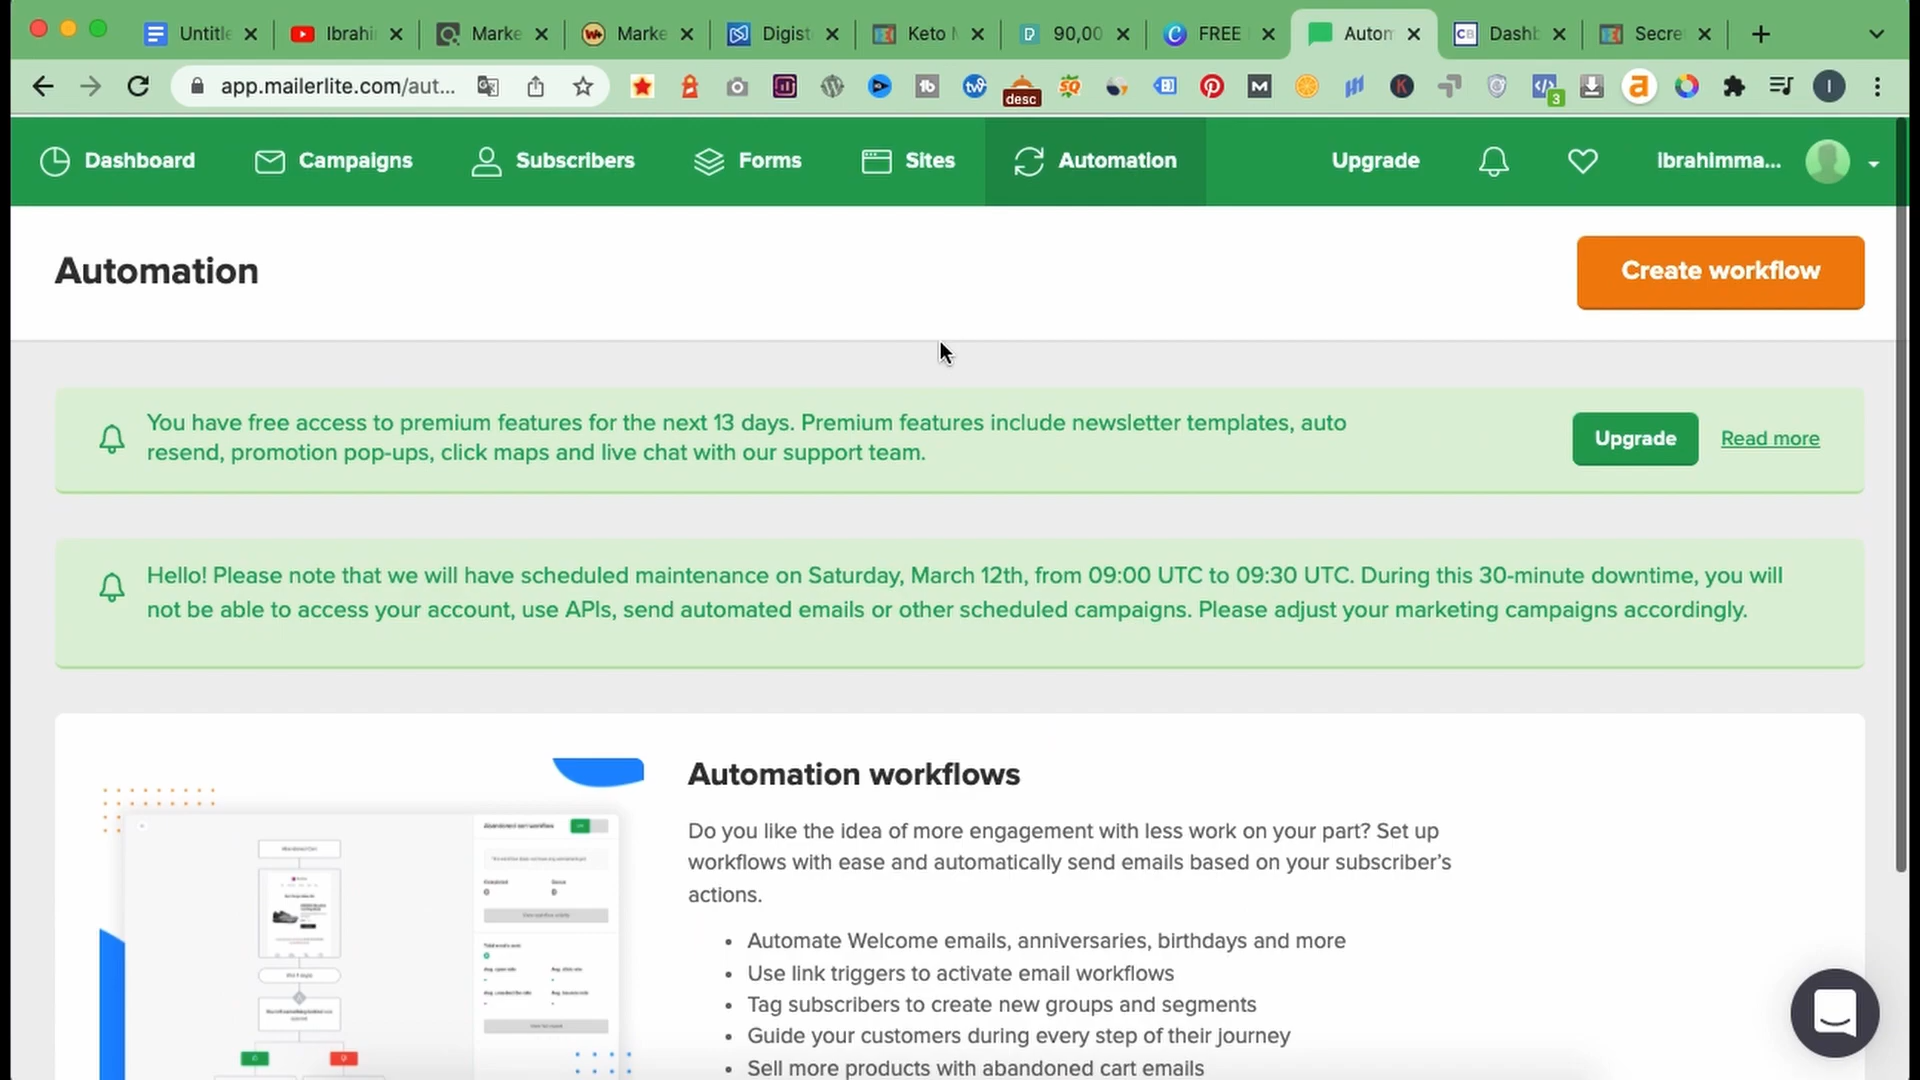 Untitle
Ibrahi
Marke
Marke
Digist
Keto
90,00
FREE
Autom
Dashb
Secre
app.mailerlite.com/aut...
desc
3
Dashboard
Campaigns
Subscribers
Forms
Sites
Automation
Upgrade
Ibrahimma...
Automation
Create workflow
You have free access to premium features for the next 13 days. Premium features include newsletter templates, auto
resend, promotion pop-ups, click maps and live chat with our support team.
Upgrade
Read more
Hello! Please note that we will have scheduled maintenance on Saturday, March 12th, from 09:00 UTC to 09:30 UTC. During this 30-minute downtime, you will
not be able to access your account, use APIs, send automated emails or other scheduled campaigns. Please adjust your marketing campaigns accordingly.
Automation workflows
Do you like the idea of more engagement with less work on your part? Set up
workflows with ease and automatically send emails based on your subscriber's
actions.
• Automate Welcome emails, anniversaries, birthdays and more
• Use link triggers to activate email workflows
• Tag subscribers to create new groups and segments
• Guide your customers during every step of their journey
• Sell more products with abandoned cart emails
Abandoned cart workflow